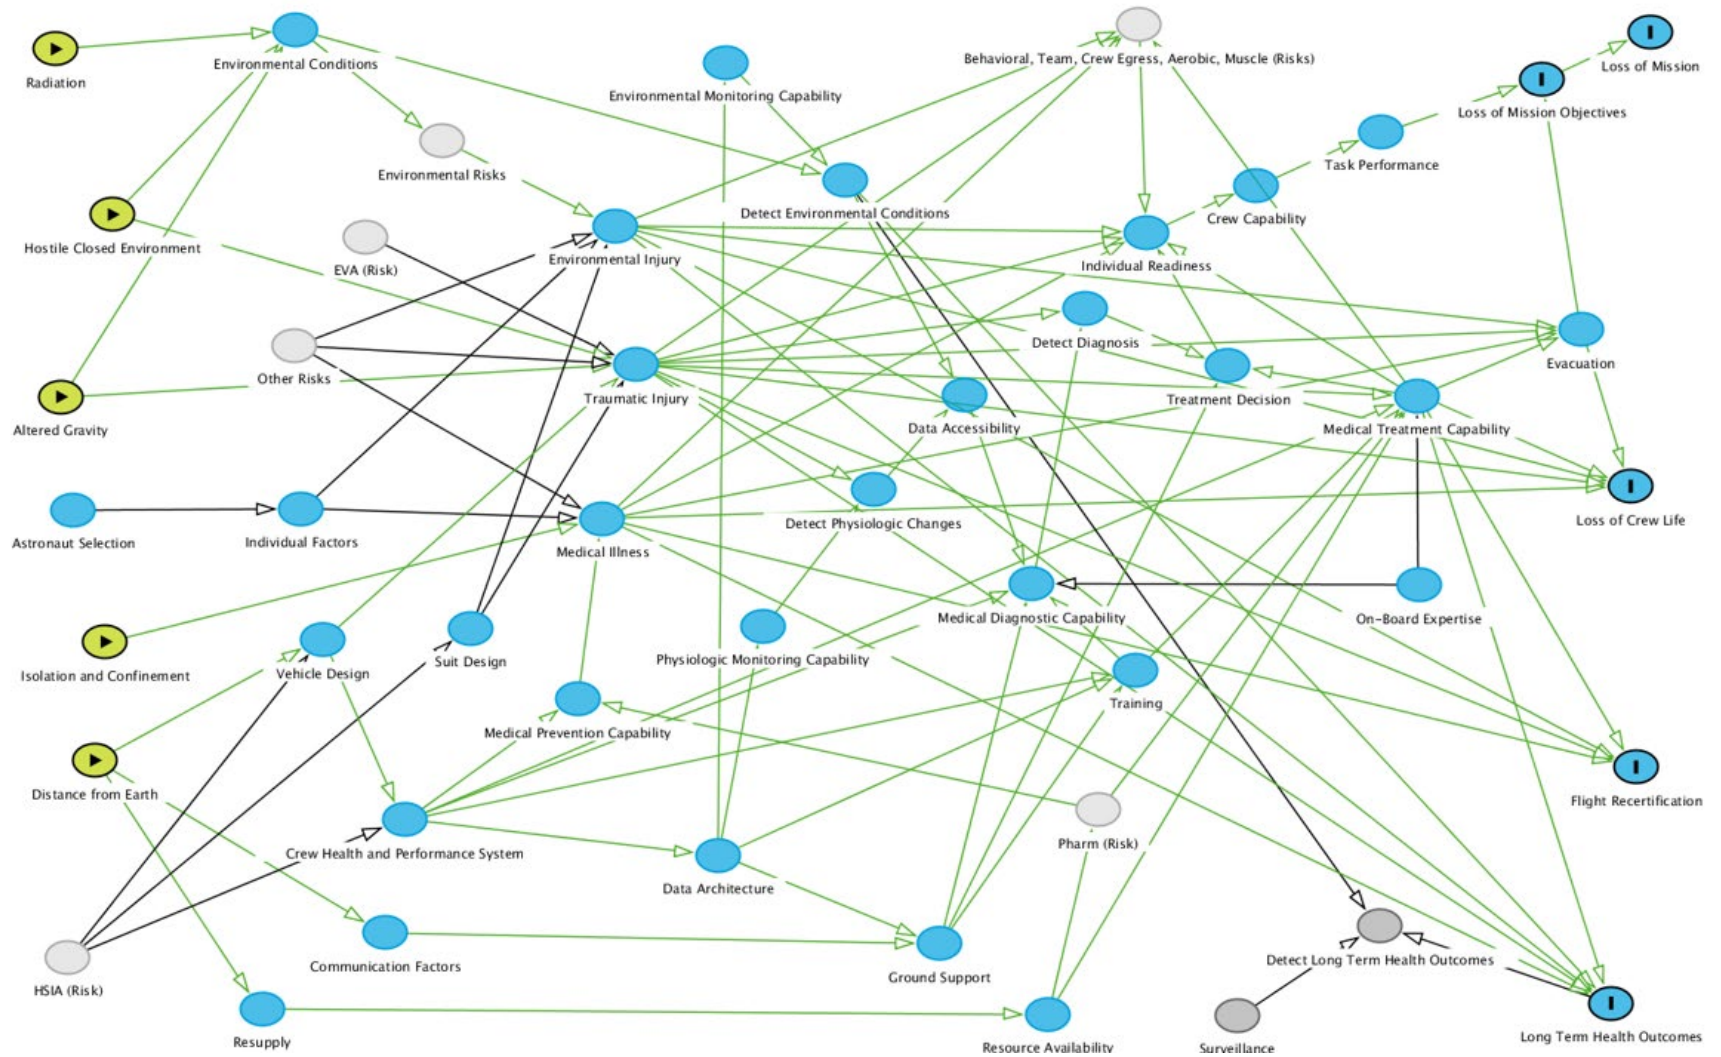 Radiation
Environmental Conditions
Environmental Monitoring Capability
Behavioral, Team, Crew Egress, Aerobic, Muscle (Risks)
Loss of Mission
Loss of Mission Objectives
Task Performance
Environmental Risks
Detect Environmental Conditions
Crew Capability
Hostile Closed Environment
EVA (Risk)
Environmental Injury
Individual Readiness
Detect Diagnosis
Evacuation
Other Risks
Traumatic Injury
Treatment Decision
Altered Gravity
Data Accessibility
Medical Treatment Capability
Astronaut Selection
Individual Factors
Medical Illness
Detect Physiologic Changes
Loss of Crew Life
Medical Diagnostic Capability
On-Board Expertise
Isolation and Confinement
Vehicle Design
Suit Design
Physiologic Monitoring Capability
Training
Medical Prevention Capability
Distance from Earth
Flight Recertification
Crew Health and Performance System
Data Architecture
Pharm (Risk)
HSIA (Risk)
Communication Factors
Ground Support
Detect Long Term Health Outcomes
Resupply
Resource Availability
Surveillance
Long Term Health Outcomes